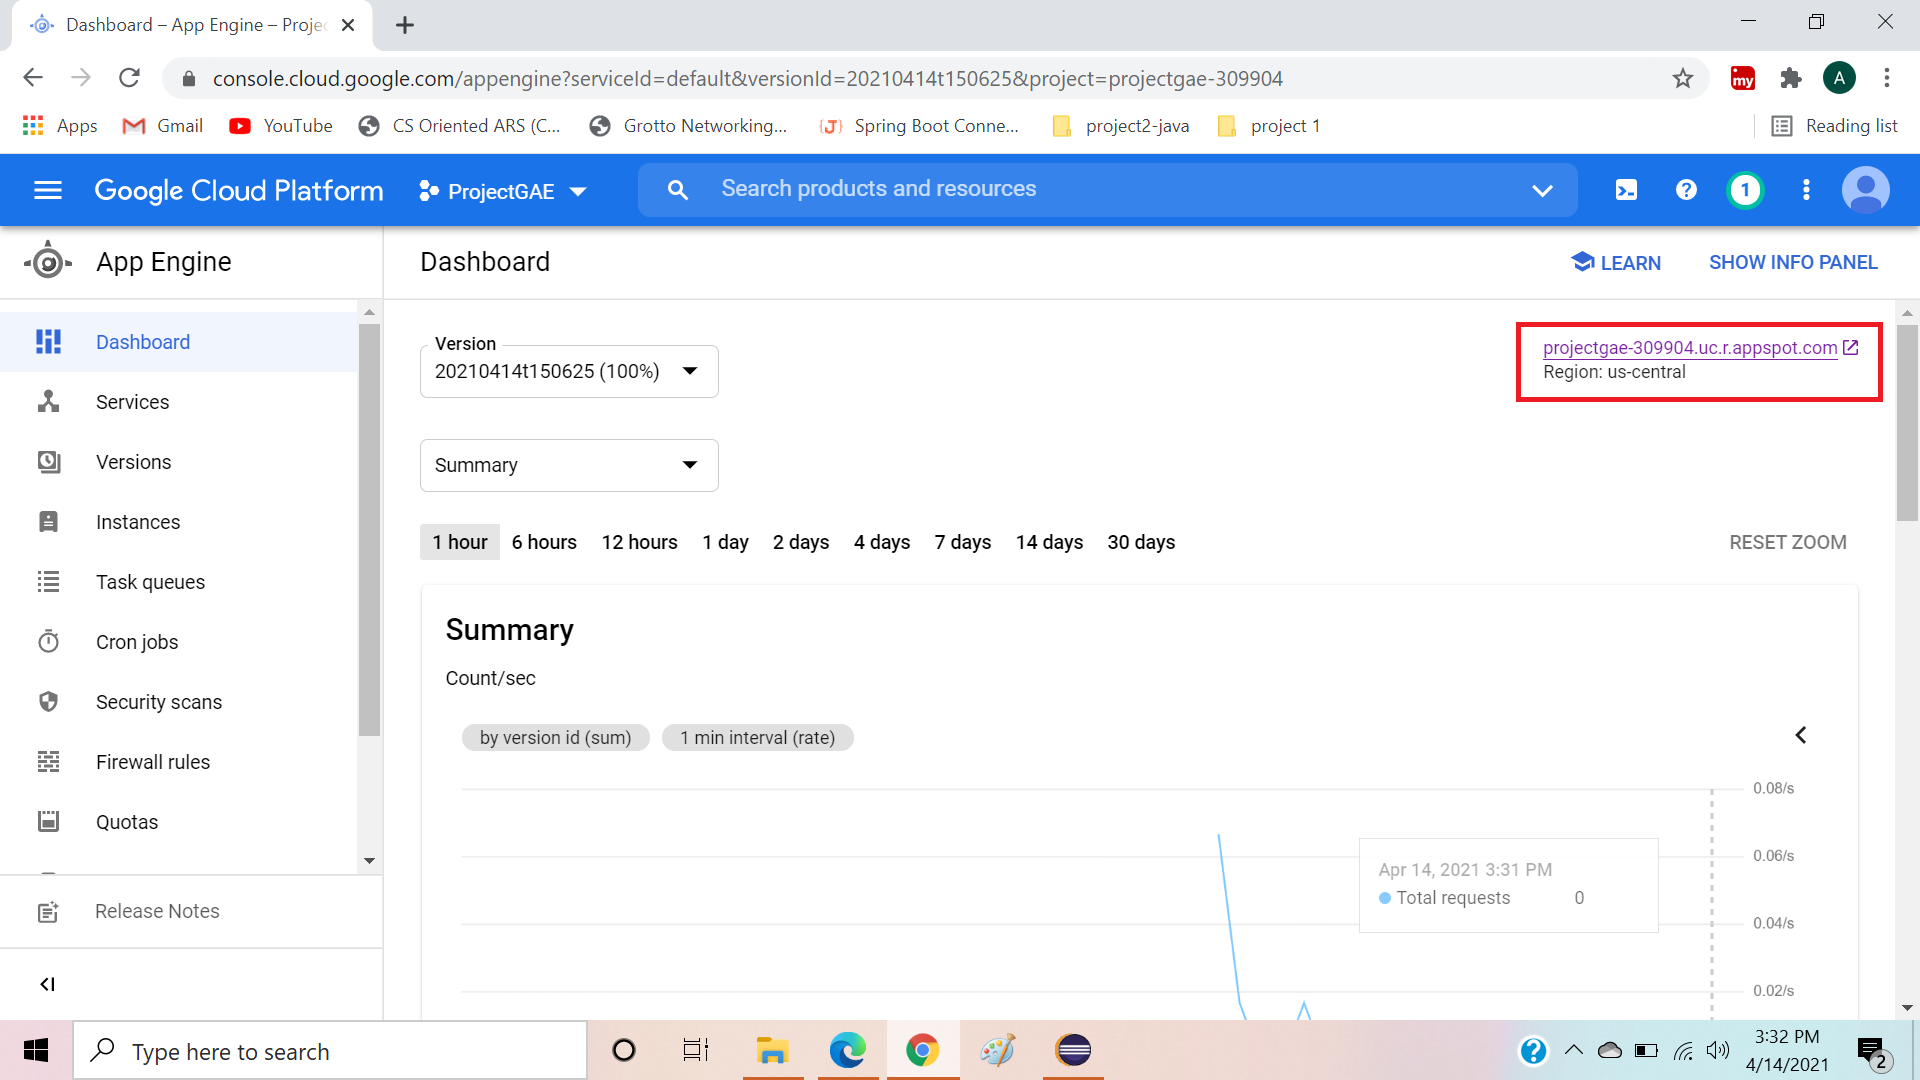 Dashboard – App Engine – Projec
console.cloud.google.com/appengine?serviceId=default&versionId=20210414t150625&project=projectgae-309904
my
A
Apps
Gmail
YouTube
CS Oriented ARS (C...
Grotto Networking...
Spring Boot Conne...
project2-java
project 1
Reading list
Google Cloud Platform
ProjectGAE
Search products and resources
1
App Engine
Dashboard
LEARN
SHOW INFO PANEL
Dashboard
Services
Versions
Instances
Task queues
Cron jobs
Security scans
Firewall rules
Quotas
Release Notes
Version
20210414t150625 (100%)
projectgae-309904.uc.r.appspot.com
Region: us-central
Summary
1 hour 6 hours 12 hours 1 day 2 days 4 days 7 days 14 days 30 days
RESET ZOOM
Summary
Count/sec
by version id (sum)
1 min interval (rate)
0.08/s
0.06/s
0.04/s
0.02/s
Apr 14, 2021 3:31 PM
Total requests 0
Type here to search
3:32 PM
4/14/2021
2